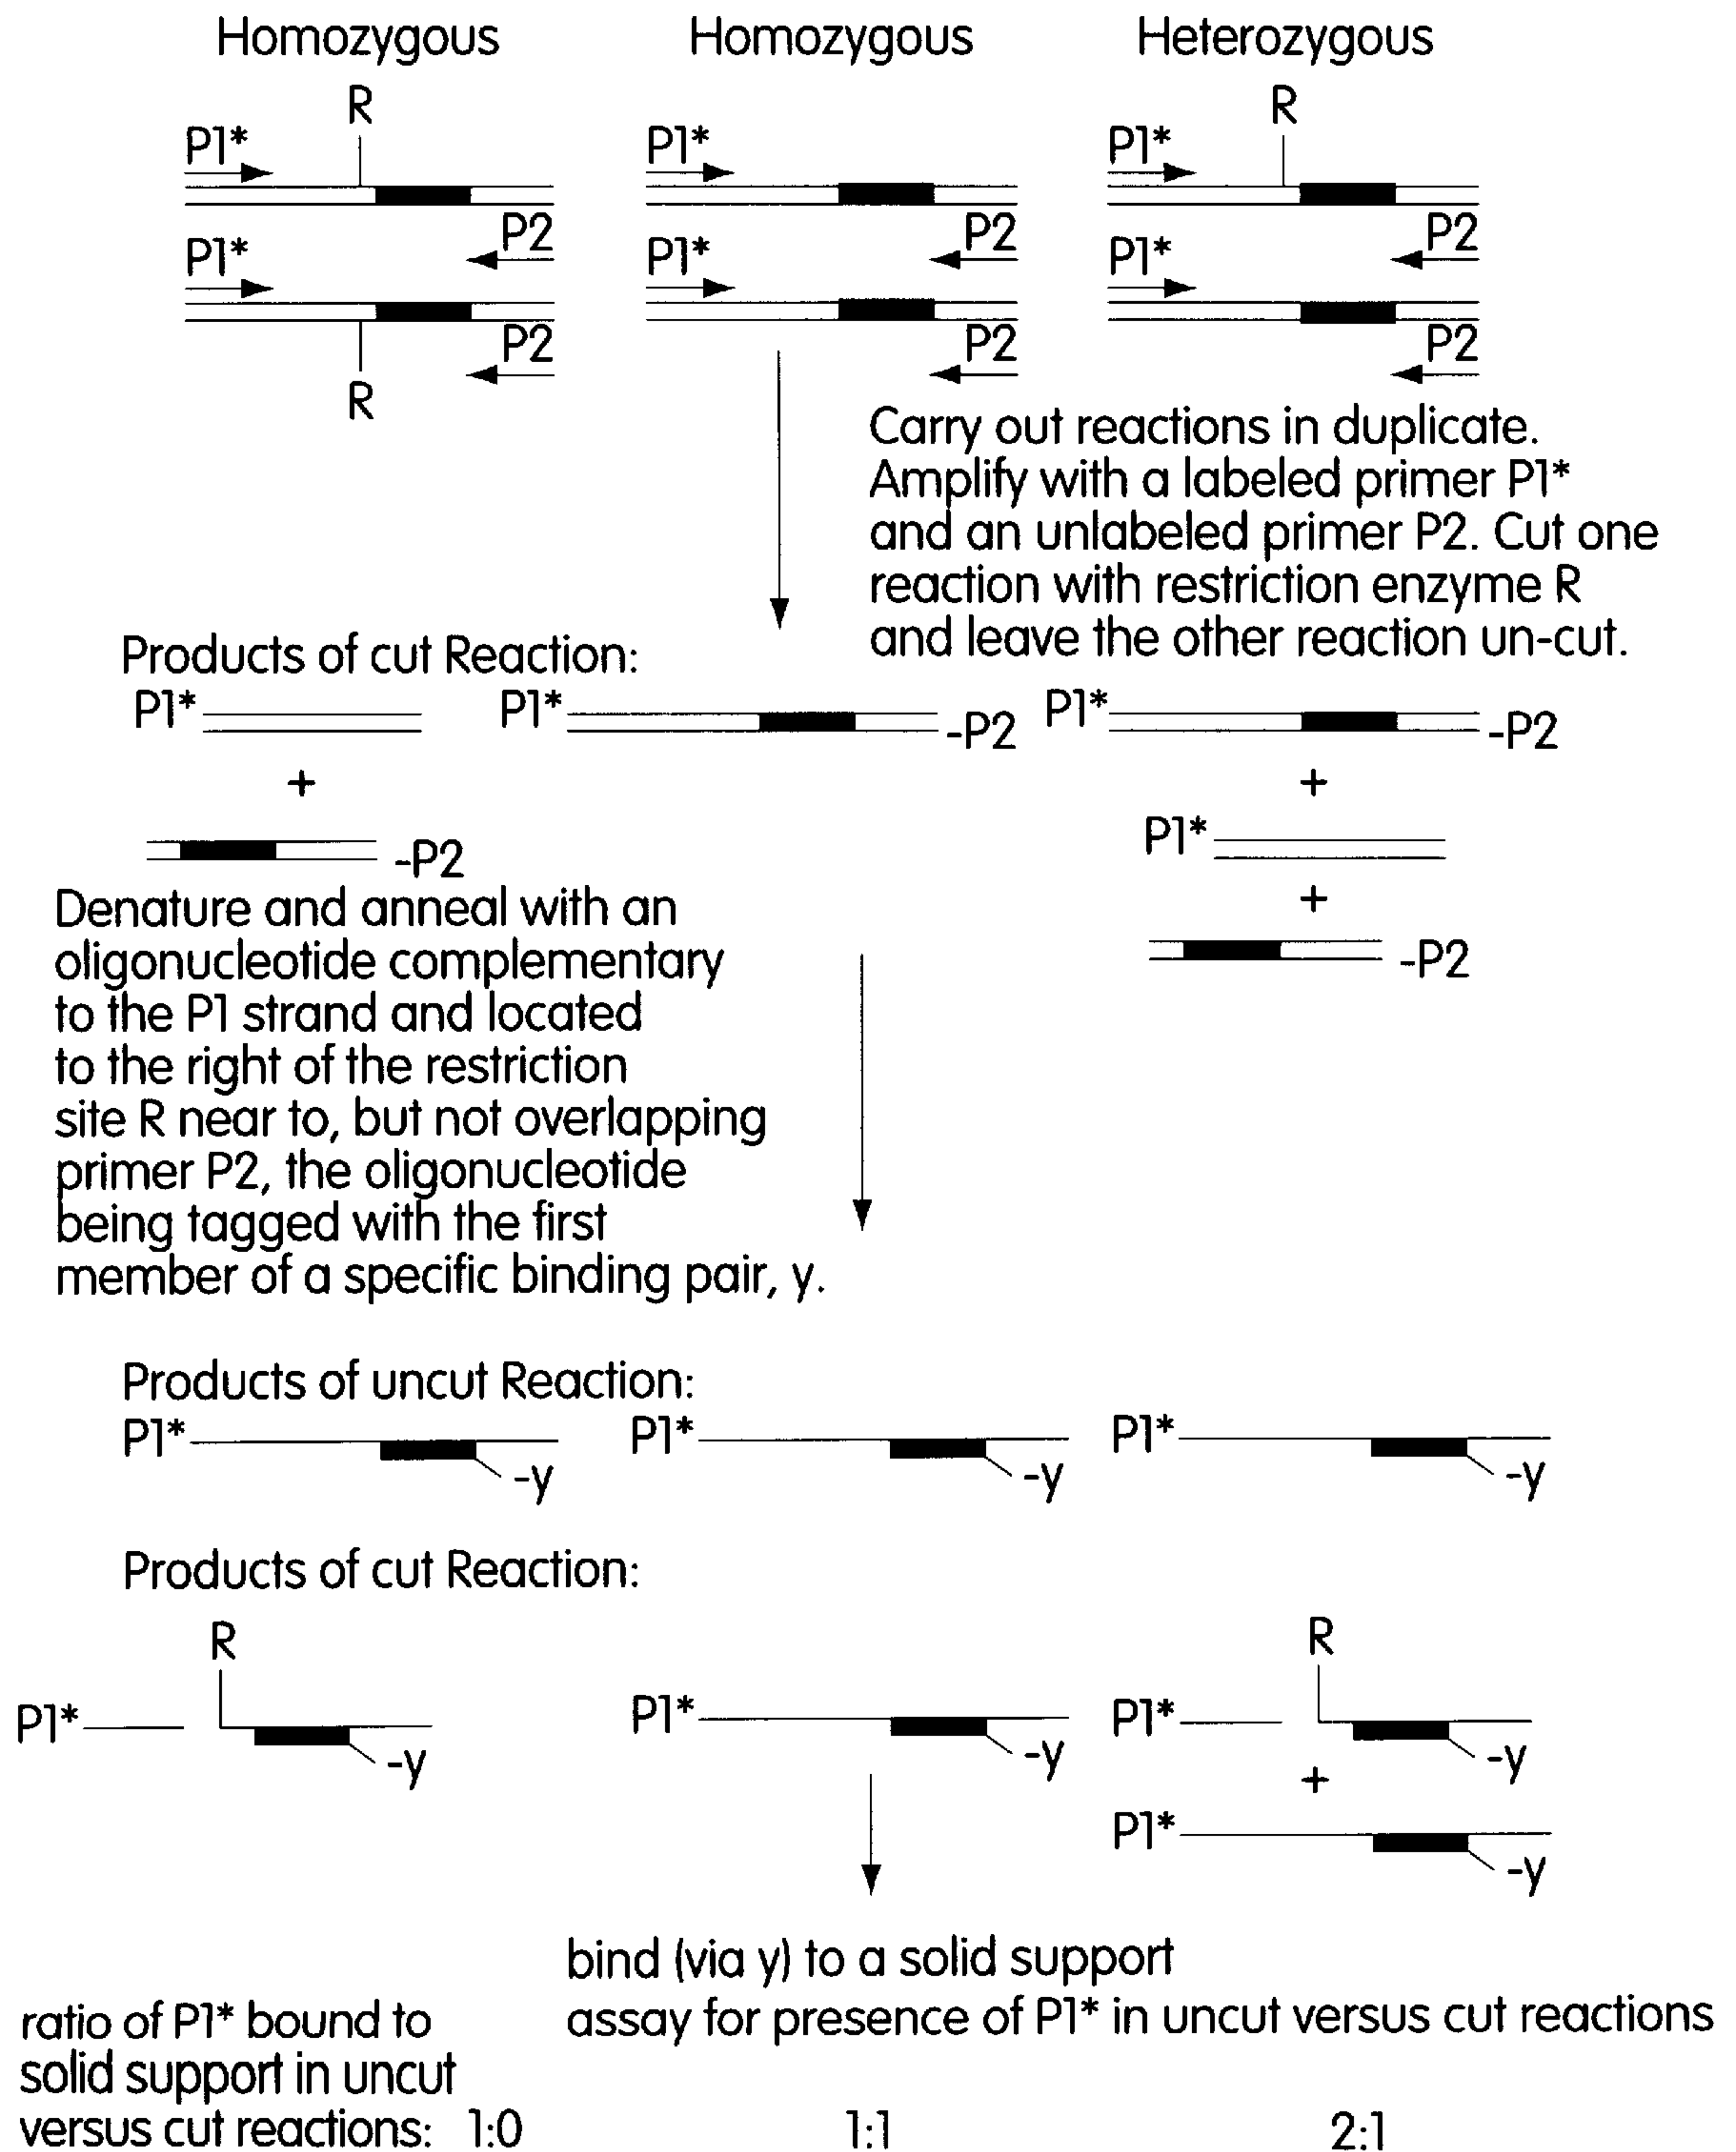 Homozygous Homozygous Heterozygous
R R
P1* P1* P1*
P2 P2 P2
P1* P1* P1*
P2 P2 P2
R
Carry out reactions in duplicate.
Amplify with a labeled primer P1*
and an unlabeled primer P2. Cut one
reaction with restriction enzyme R
and leave the other reaction un-cut.
Products of cut Reaction:
P1* P1* -P2 P1* -P2
+ +
P1*
-P2
+
-P2
Denature and anneal with an
oligonucleotide complementary
to the P1 strand and located
to the right of the restriction
site R near to, but not overlapping
primer P2, the oligonucleotide
being tagged with the first
member of a specific binding pair, y.
Products of uncut Reaction:
P1* P1* P1*
-y -y -y
Products of cut Reaction:
R R
P1* P1* P1*
-y -y -y
+
P1*
-y
bind (via y) to a solid support
assay for presence of P1* in uncut versus cut reactions
ratio of P1* bound to
solid support in uncut
versus cut reactions: 1:0 1:1 2:1